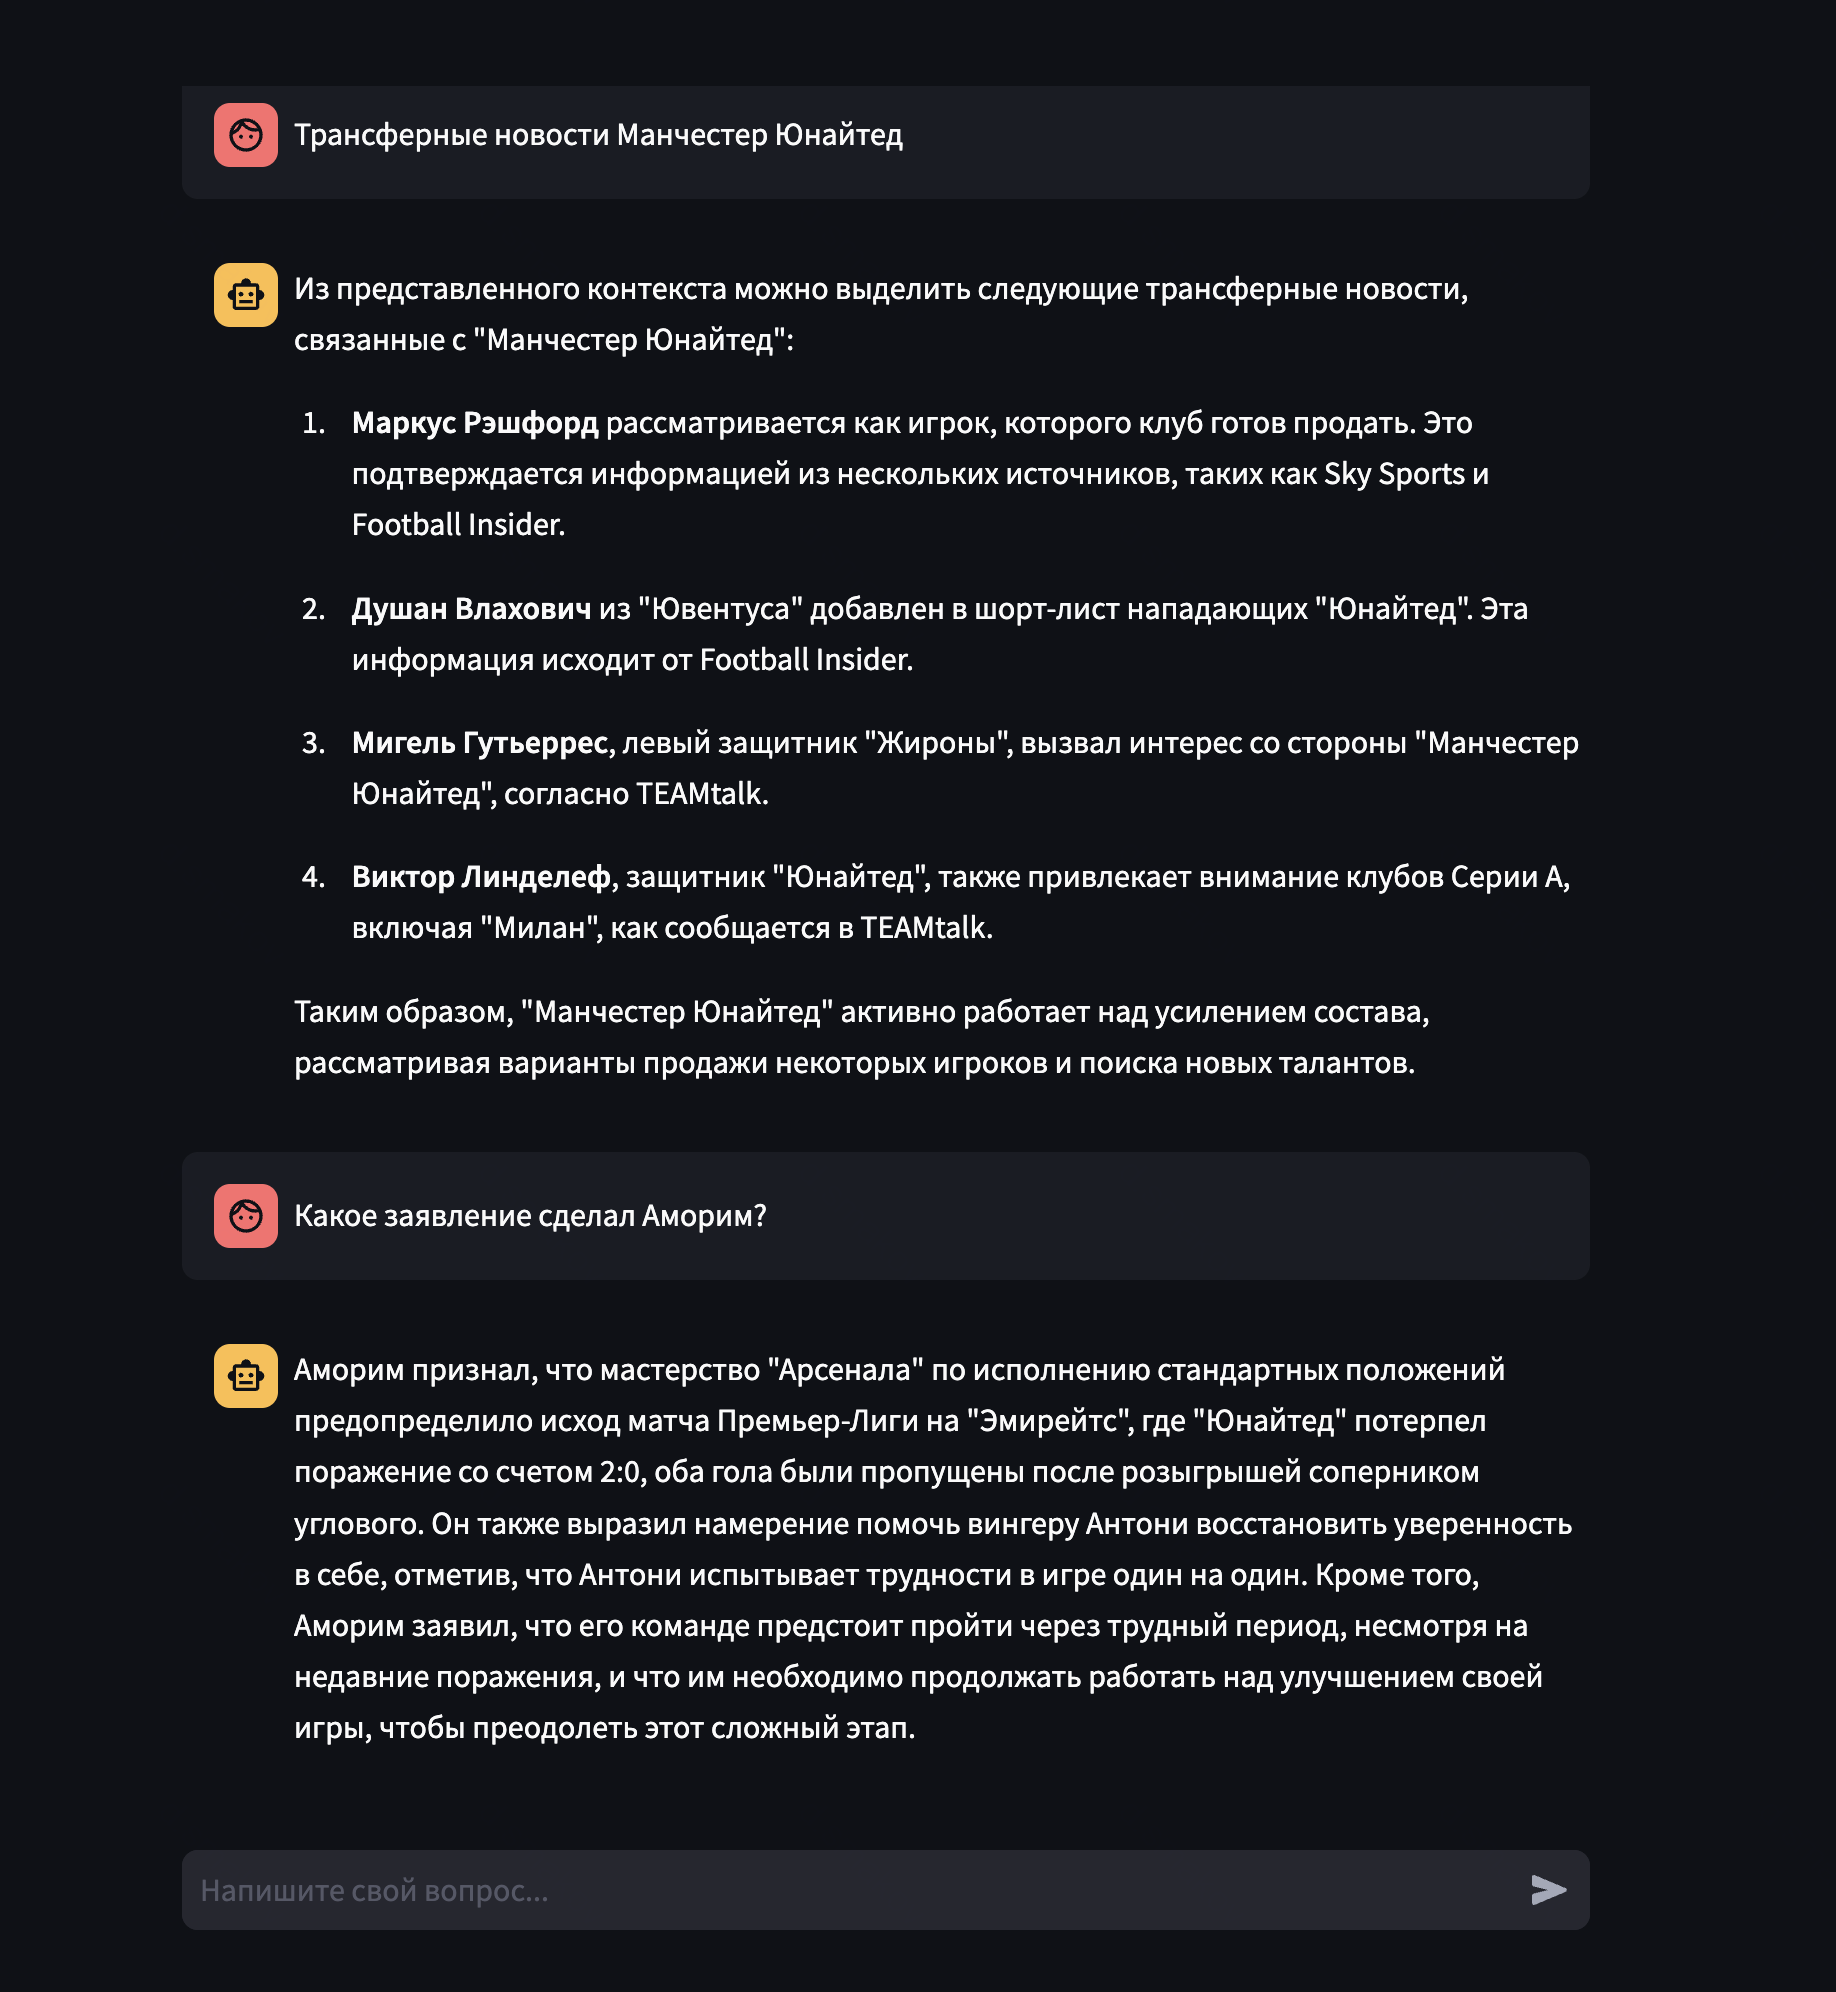 Трансферные новости Манчестер Юнайтед
Из представленного контекста можно выделить следующие трансферные новости,
связанные с "Манчестер Юнайтед":
1. Маркус Рэшфорд рассматривается как игрок, которого клуб готов продать. Это
подтверждается информацией из нескольких источников, таких как Sky Sports и
Football Insider.
2. Душан Влахович из "Ювентуса" добавлен в шорт-лист нападающих "Юнайтед". Эта
информация исходит от Football Insider.
3. Мигель Гутьеррес, левый защитник "Жироны", вызвал интерес со стороны "Манчестер
Юнайтед", согласно TEAMtalk.
4. Виктор Линделеф, защитник "Юнайтед", также привлекает внимание клубов Серии А,
включая "Милан", как сообщается в TEAMtalk.
Таким образом, "Манчестер Юнайтед" активно работает над усилением состава,
рассматривая варианты продажи некоторых игроков и поиска новых талантов.
Какое заявление сделал Аморим?
Аморим признал, что мастерство "Арсенала" по исполнению стандартных положений
предопределило исход матча Премьер-Лиги на "Эмирейтс", где "Юнайтед" потерпел
поражение со счетом 2:0, оба гола были пропущены после розыгрышей соперником
углового. Он также выразил намерение помочь вингеру Антони восстановить уверенность
в себе, отметив, что Антони испытывает трудности в игре один на один. Кроме того,
Аморим заявил, что его команде предстоит пройти через трудный период, несмотря на
недавние поражения, и что им необходимо продолжать работать над улучшением своей
игры, чтобы преодолеть этот сложный этап.
Напишите свой вопрос...